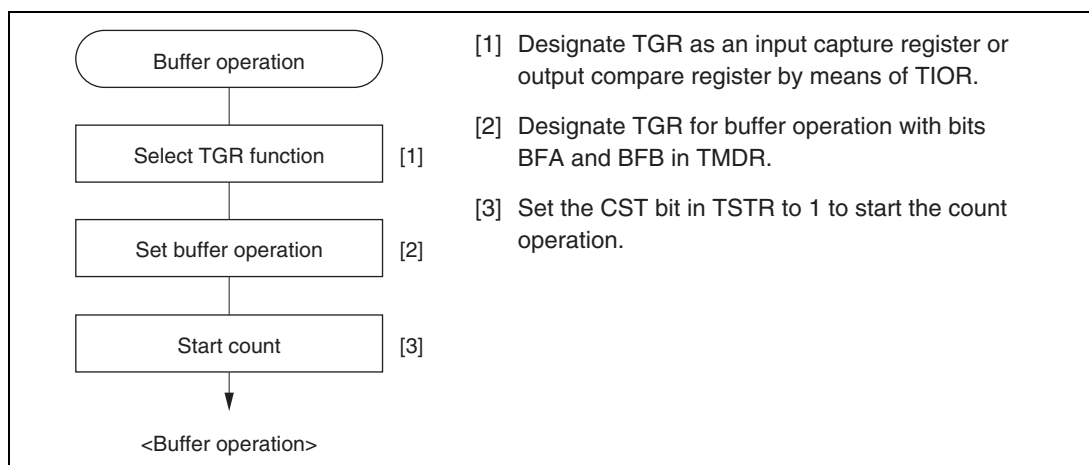 Buffer operation
Select TGR function [1]
Set buffer operation [2]
Start count [3]
<Buffer operation>
[1] Designate TGR as an input capture register or
output compare register by means of TIOR.
[2] Designate TGR for buffer operation with bits
BFA and BFB in TMDR.
[3] Set the CST bit in TSTR to 1 to start the count
operation.